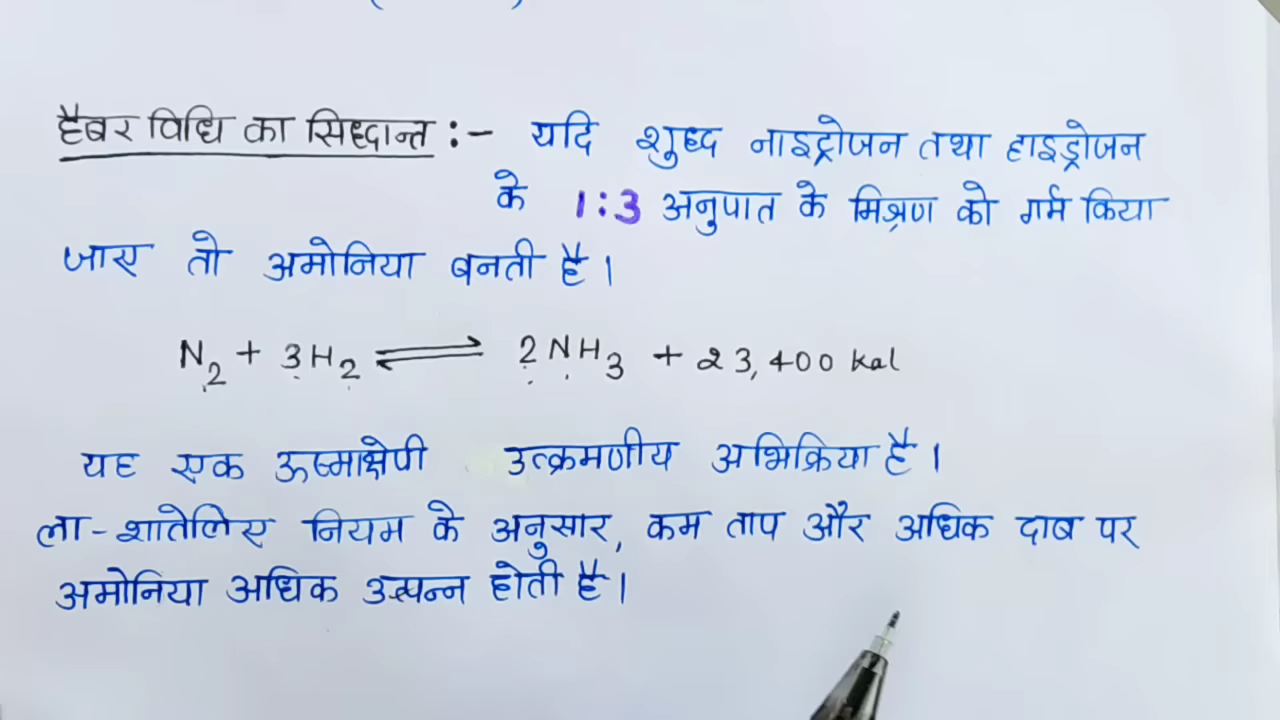 हैबर विधि का सिद्धान्त :- यदि शुद्ध नाइट्रोजन तथा हाइड्रोजन
के 1:3 अनुपात के मिश्रण को गर्म किया
जाए तो अमोनिया बनती है।
N₂ + 3H₂ ⇌ 2NH₃ + 23,400 Kal
यह एक ऊष्माक्षेपी उत्क्रमणीय अभिक्रिया है।
ला-शातेलिए नियम के अनुसार, कम ताप और अधिक दाब पर
अमोनिया अधिक उत्पन्न होती है।